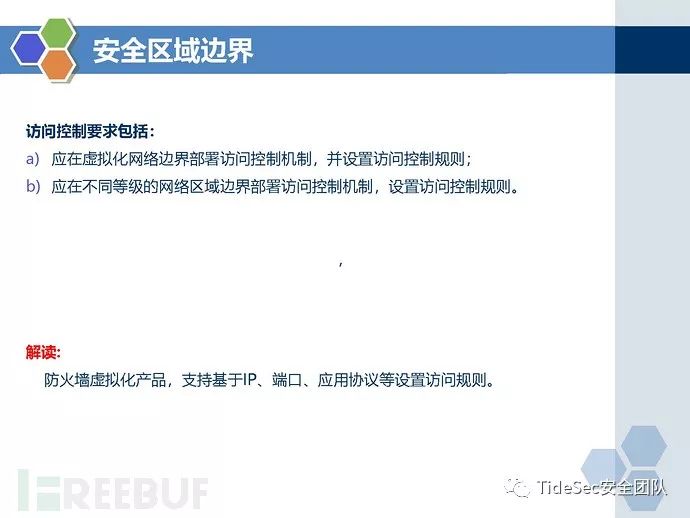 安全区域边界
访问控制要求包括：
a) 应在虚拟化网络边界部署访问控制机制，并设置访问控制规则；
b) 应在不同等级的网络区域边界部署访问控制机制，设置访问控制规则。
，
解读:
防火墙虚拟化产品，支持基于IP、端口、应用协议等设置访问规则。
FREEBUF
TideSec安全团队